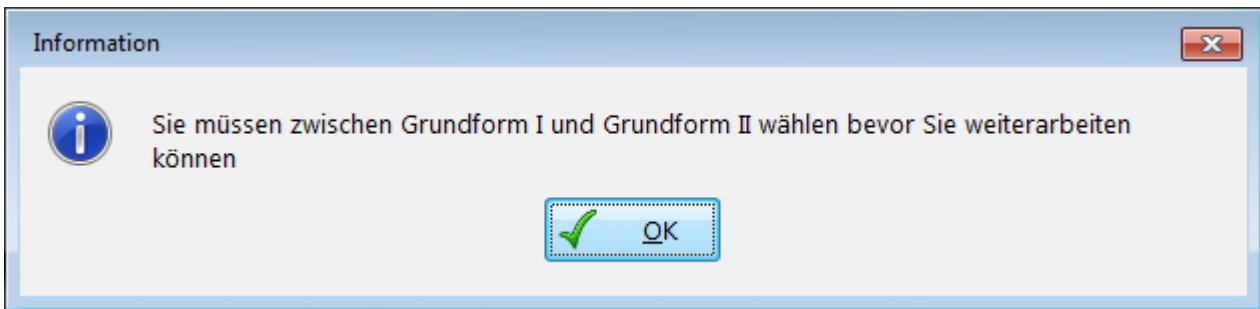 Information
Sie müssen zwischen Grundform I und Grundform II wählen bevor Sie weiterarbeiten
können
OK